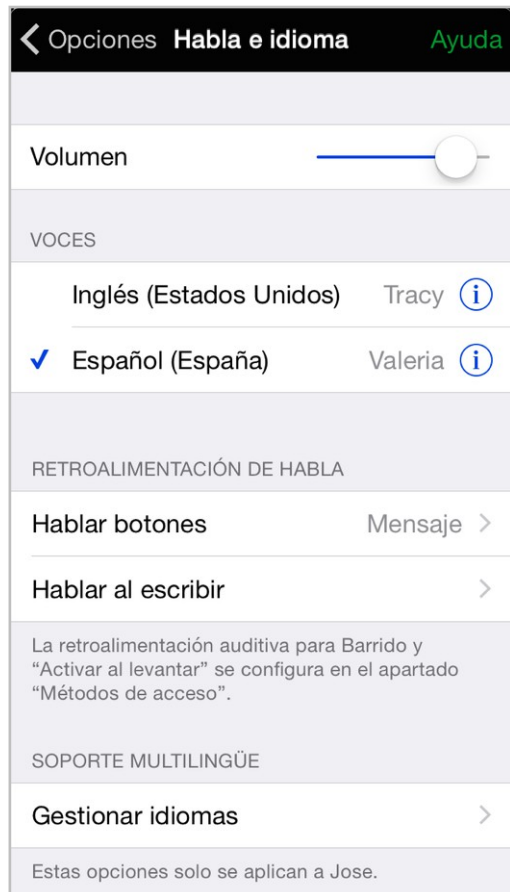 Opciones Habla e idioma Ayuda
Volumen
VOCES
Inglés (Estados Unidos) Tracy
Español (España) Valeria
RETROALIMENTACIÓN DE HABLA
Hablar botones Mensaje
Hablar al escribir
La retroalimentación auditiva para Barrido y
“Activar al levantar” se configura en el apartado
“Métodos de acceso”.
SOPORTE MULTILINGÜE
Gestionar idiomas
Estas opciones solo se aplican a Jose.